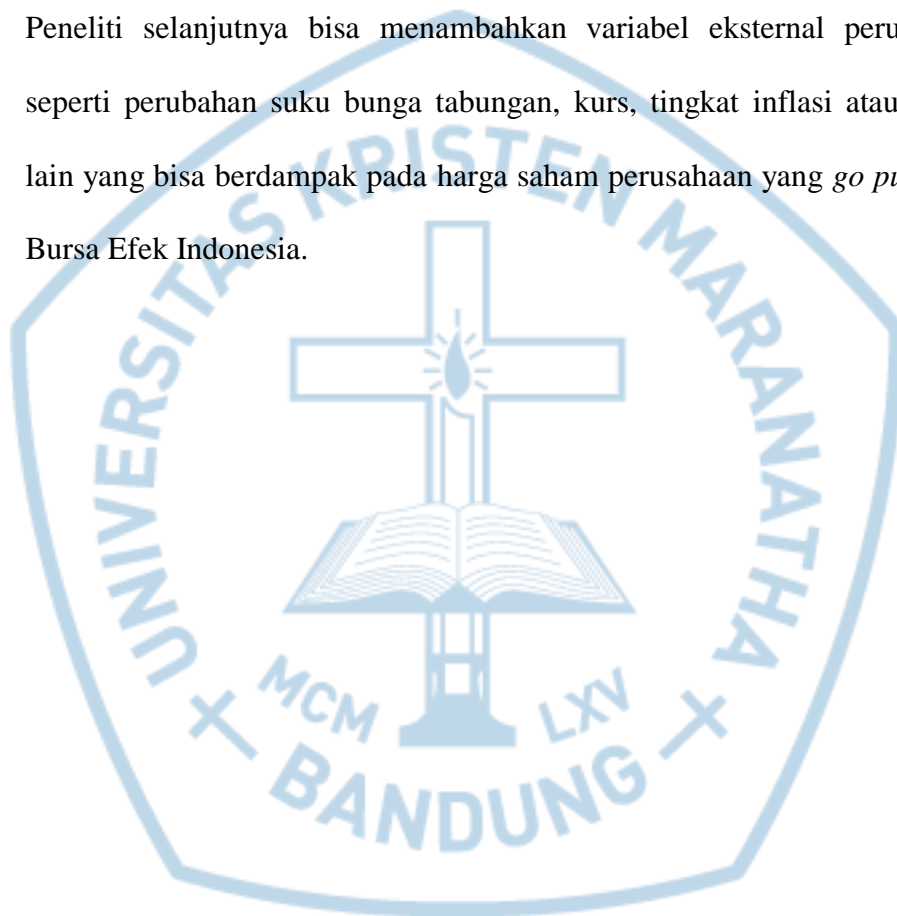 Peneliti selanjutnya bisa menambahkan variabel eksternal
seperti perubahan suku bunga tabungan, kurs, tingkat inflasi atau
lain yang bisa berdampak pada harga saham perusahaan yang go
Bursa Efek Indonesia.
UNIVERSITAS KRISTEN MARANATHA
MCM LXV
BANDUNG